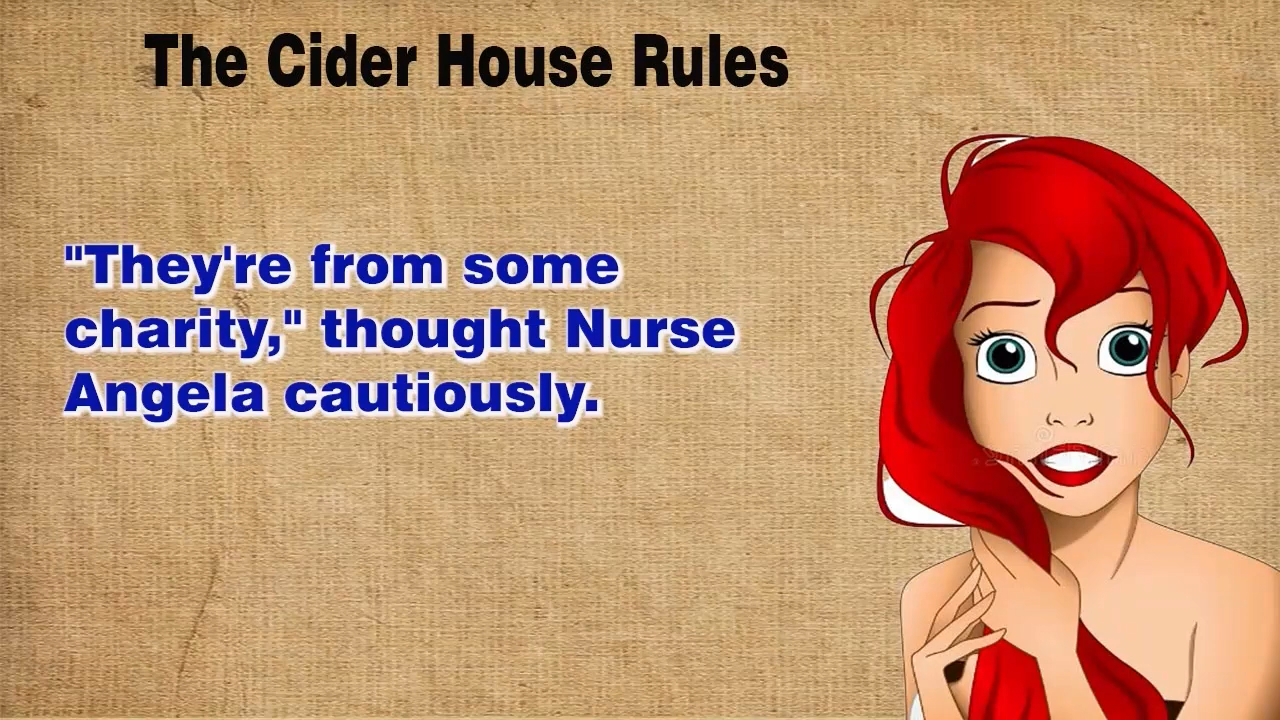 The Cider House Rules
"They're from some
charity," thought Nurse
Angela cautiously.